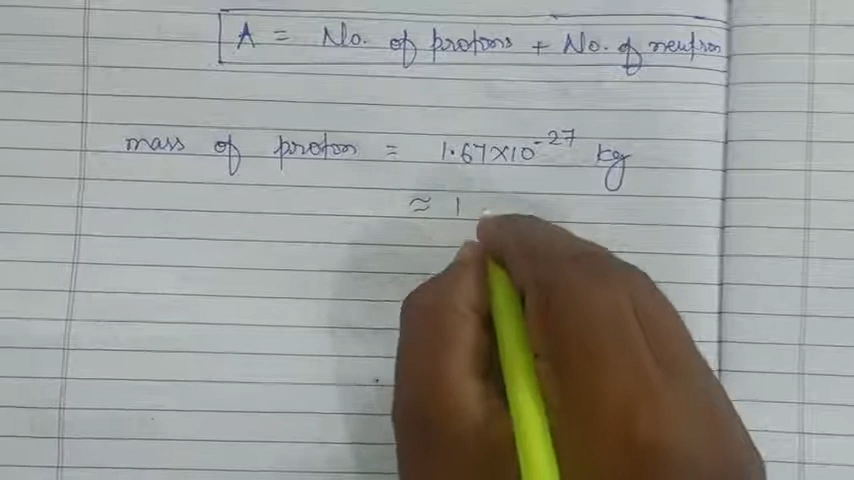 A = No. of protons + No. of neutron
mass of proton = 1.67×10⁻²⁷ kg
≈ 1